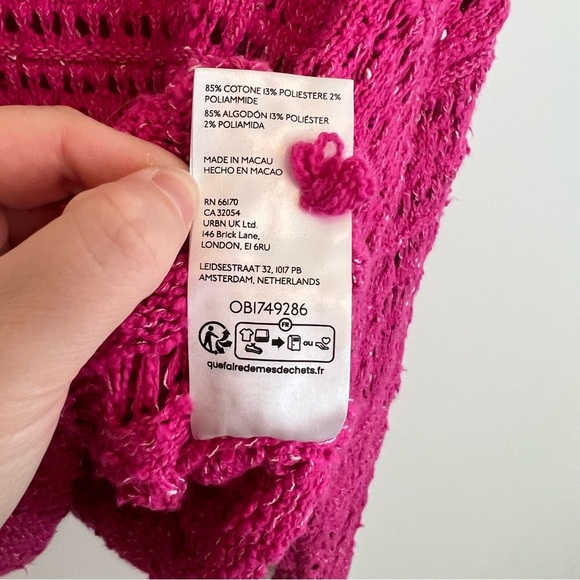 85% COTONE 13% POLIESTERE 2%
POLIAMMIDE
85% ALGODÓN 13% POLIÉSTER
2% POLIAMIDA
MADE IN MACAU
HECHO EN MACAO
RN 66170
CA 32054
URBN UK Ltd.
146 Brick Lane,
LONDON, E1 6RU
LEIDSESTRAAT 32, 1017 PB
AMSTERDAM, NETHERLANDS
OB1749286
FR
OU
quefairedemesdechets.fr